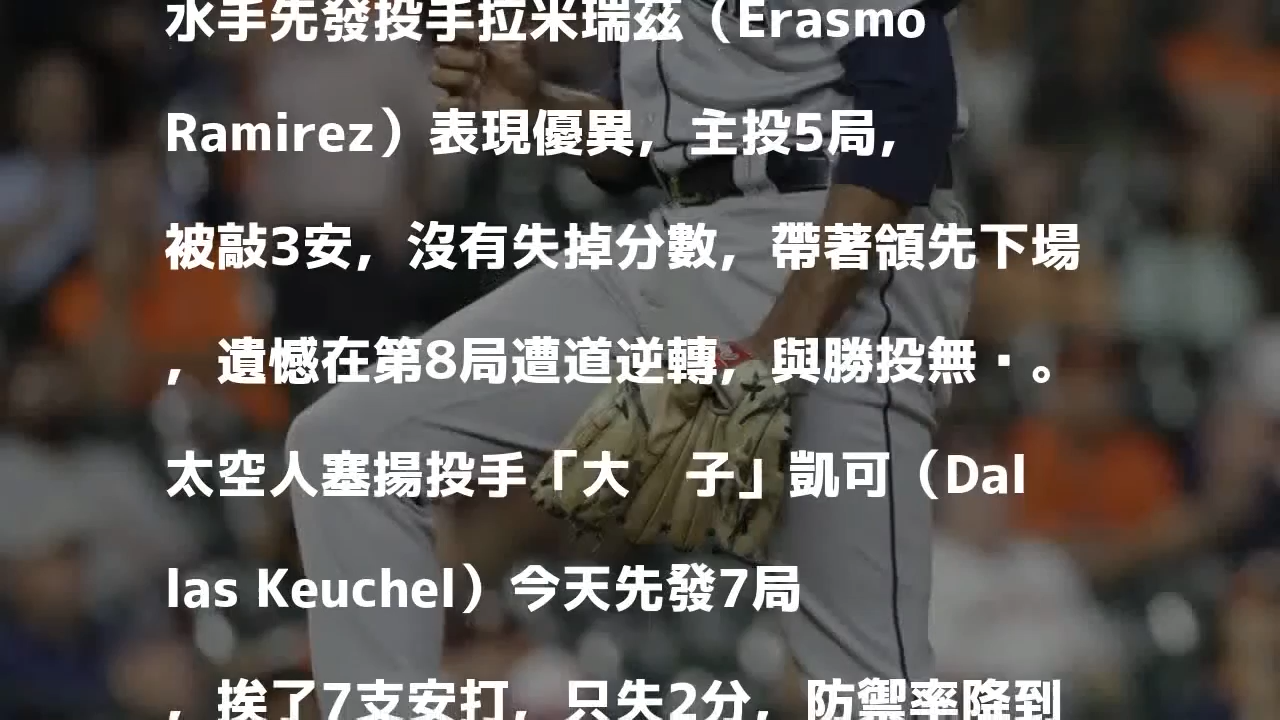 水手先發投手拉米瑞茲（Erasmo
Ramirez）表現優異，主投5局，
被敲3安，沒有失掉分數，帶著領先下場
，遺憾在第8局遭道逆轉，與勝投無·。
太空人塞揚投手「大　子」凱可（Dal
las Keuchel）今天先發7局
，挨了7支安打，只失2分，防禦率降到